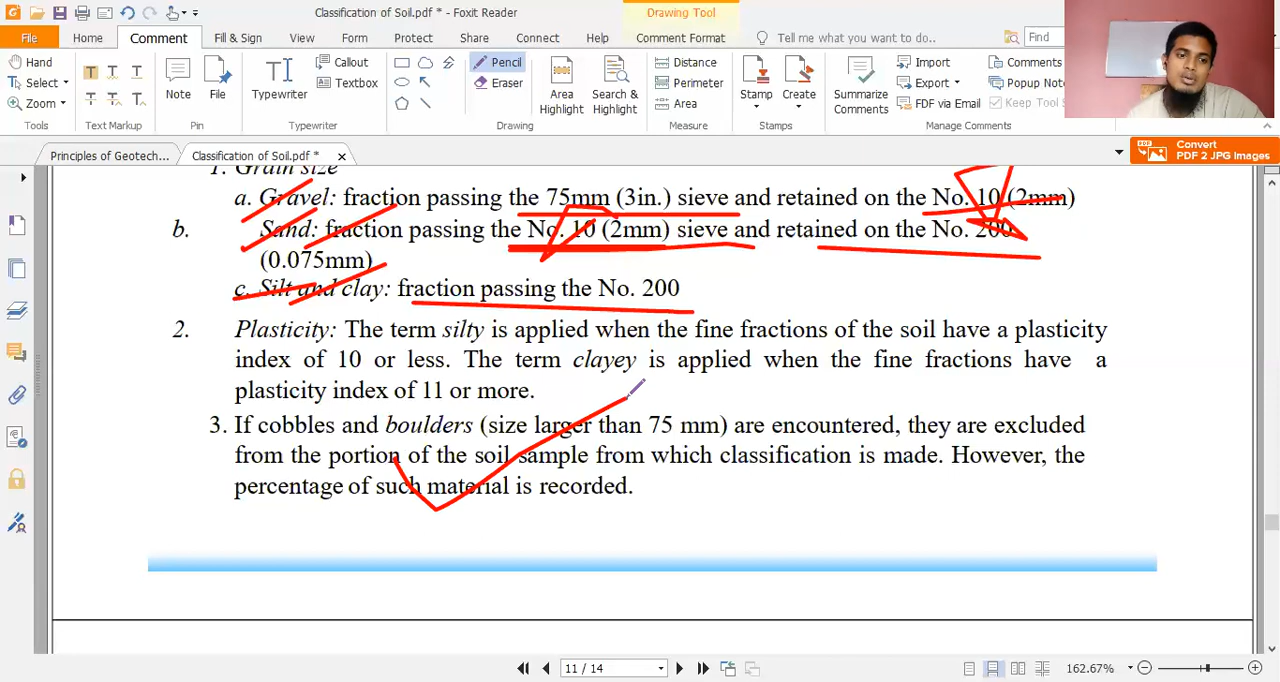 Classification of Soil.pdf * - Foxit Reader
Drawing Tool
File Home Comment Fill & Sign View Form Protect Share Connect Help Comment Format Tell me what you want to do.. Find
Hand
Select
Zoom
Tools
T T T
T T T
Text Markup
Note
File
Pin
Typewriter
Callout
Textbox
Typewriter
Pencil
Eraser
Drawing
Area
Highlight
Search &
Highlight
Distance
Perimeter
Area
Measure
Stamp
Create
Stamps
Summarize
Comments
Import
Export
FDF via Email
Comments
Popup Note
Keep Tool S
Manage Comments
Principles of Geotech...
Classification of Soil.pdf *
Convert
PDF 2 JPG Images
1. Grain size
a. Gravel: fraction passing the 75mm (3in.) sieve and retained on the No. 10 (2mm)
b. Sand: fraction passing the No. 10 (2mm) sieve and retained on the No. 200
(0.075mm)
c. Silt and clay: fraction passing the No. 200
2. Plasticity: The term silty is applied when the fine fractions of the soil have a plasticity
index of 10 or less. The term clayey is applied when the fine fractions have a
plasticity index of 11 or more.
3. If cobbles and boulders (size larger than 75 mm) are encountered, they are excluded
from the portion of the soil sample from which classification is made. However, the
percentage of such material is recorded.
11 / 14
162.67%